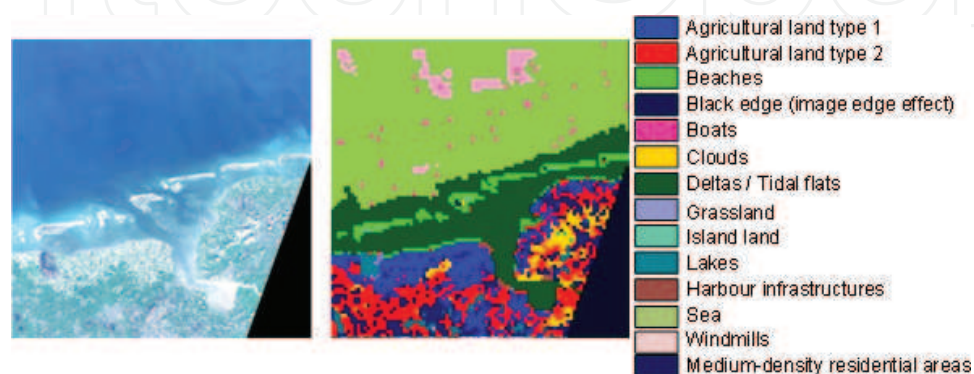 Agricultural land type 1
Agricultural land type 2
Beaches
Black edge (image edge effect)
Boats
Clouds
Deltas / Tidal flats
Grassland
Island land
Lakes
Harbour infrastructures
Sea
Windmills
Medium-density residential areas